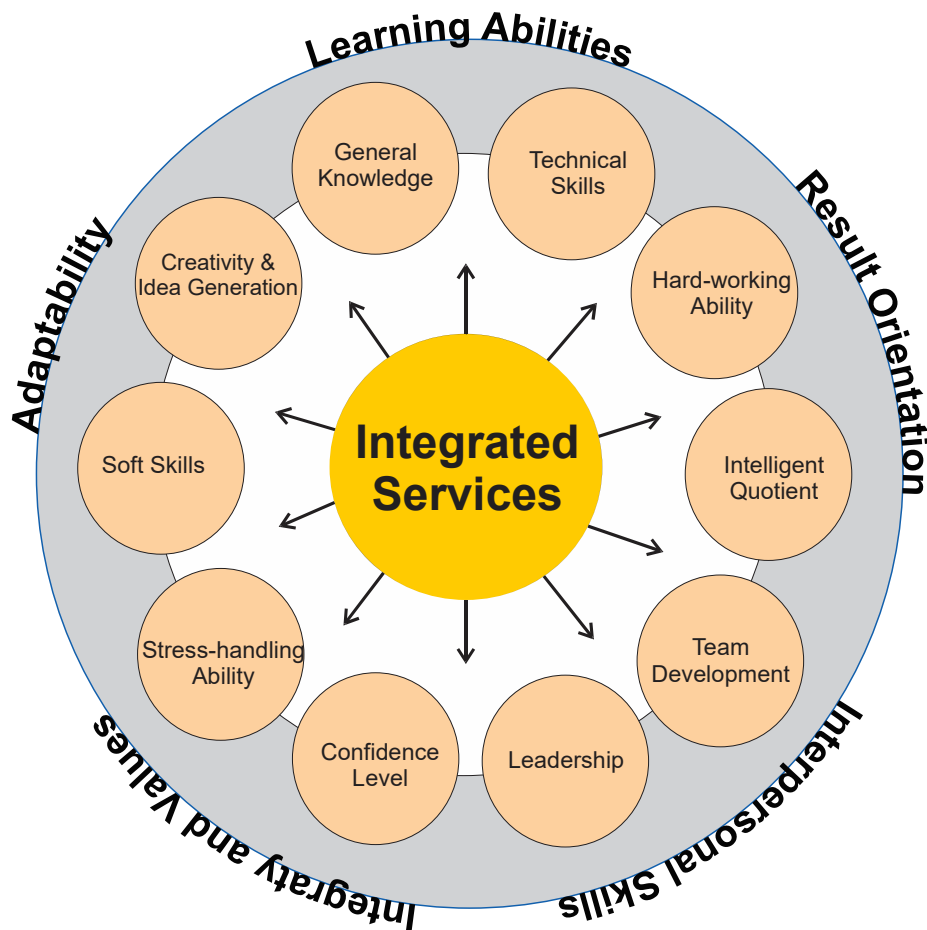 Learning Abilities
Result Orientation
Interpersonal Skills
Integraty and Values
Adaptability
General
Knowledge
Technical
Skills
Hard-working
Ability
Intelligent
Quotient
Team
Development
Leadership
Confidence
Level
Stress-handling
Ability
Soft Skills
Creativity &
Idea Generation
Integrated
Services